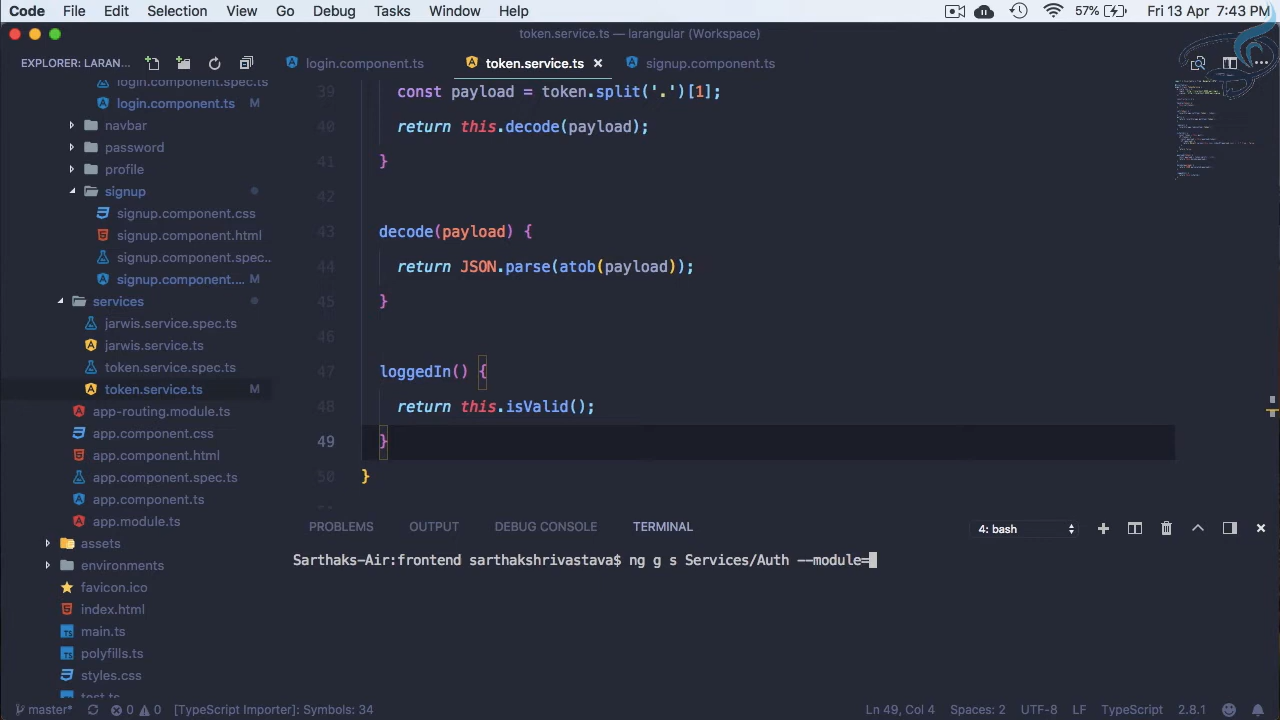 Code File Edit Selection View Go Debug Tasks Window Help 57% Fri 13 Apr 7:43 PM
token.service.ts — larangular (Workspace)
EXPLORER: LARAN... login.component.ts token.service.ts signup.component.ts
login.component.spec.ts
login.component.ts M
navbar
password
profile
signup
signup.component.css
signup.component.html
signup.component.spec..
signup.component.... M
services
jarwis.service.spec.ts
jarwis.service.ts
token.service.spec.ts
token.service.ts M
app-routing.module.ts
app.component.css
app.component.html
app.component.spec.ts
app.component.ts
app.module.ts
assets
environments
favicon.ico
index.html
main.ts
polyfills.ts
styles.css
test.ts
39 const payload = token.split('.')[1];
40 return this.decode(payload);
41 }
42
43 decode(payload) {
44 return JSON.parse(atob(payload));
45 }
46
47 loggedIn() {
48 return this.isValid();
49 }
50 }
PROBLEMS OUTPUT DEBUG CONSOLE TERMINAL 4: bash
Sarthaks-Air:frontend sarthakshrivastava$ ng g s Services/Auth --module=
master* 0 0 [TypeScript Importer]: Symbols: 34 Ln 49, Col 4 Spaces: 2 UTF-8 LF TypeScript 2.8.1